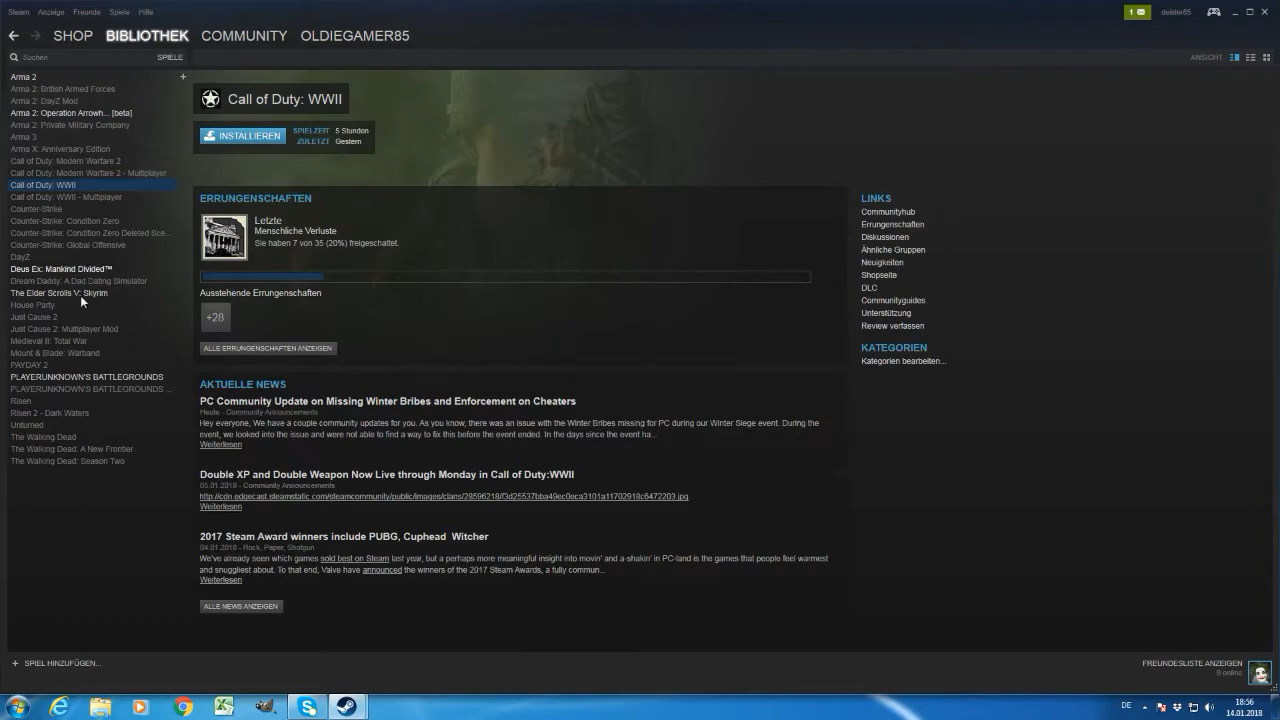 Steam Anzeige Freunde Spiele Hilfe
1
deisler85
SHOP BIBLIOTHEK COMMUNITY OLDIEGAMER85
Suchen
SPIELE
ANSICHT
Arma 2
Arma 2: British Armed Forces
Arma 2: DayZ Mod
Arma 2: Operation Arrowh... [beta]
Arma 2: Private Military Company
Arma 3
Arma X: Anniversary Edition
Call of Duty: Modern Warfare 2
Call of Duty: Modern Warfare 2 - Multiplayer
Call of Duty: WWII
Call of Duty: WWII - Multiplayer
Counter-Strike
Counter-Strike: Condition Zero
Counter-Strike: Condition Zero Deleted Sce...
Counter-Strike: Global Offensive
DayZ
Deus Ex: Mankind Divided™
Dream Daddy: A Dad Dating Simulator
The Elder Scrolls V: Skyrim
House Party
Just Cause 2
Just Cause 2: Multiplayer Mod
Medieval II: Total War
Mount & Blade: Warband
PAYDAY 2
PLAYERUNKNOWN'S BATTLEGROUNDS
PLAYERUNKNOWN'S BATTLEGROUNDS ...
Risen
Risen 2 - Dark Waters
Unturned
The Walking Dead
The Walking Dead: A New Frontier
The Walking Dead: Season Two
Call of Duty: WWII
INSTALLIEREN
SPIELZEIT 5 Stunden
ZULETZT Gestern
ERRUNGENSCHAFTEN
Letzte
Menschliche Verluste
Sie haben 7 von 35 (20%) freigeschaltet.
Ausstehende Errungenschaften
+28
ALLE ERRUNGENSCHAFTEN ANZEIGEN
AKTUELLE NEWS
PC Community Update on Missing Winter Bribes and Enforcement on Cheaters
Heute - Community Announcements
Hey everyone, We have a couple community updates for you. As you know, there was an issue with the Winter Bribes missing for PC during our Winter Siege event. During the
event, we looked into the issue and were not able to find a way to fix this before the event ended. In the days since the event ha...
Weiterlesen
Double XP and Double Weapon Now Live through Monday in Call of Duty:WWII
05.01.2018 - Community Announcements
http://cdn.edgecast.steamstatic.com/steamcommunity/public/images/clans/28596218/f3d25537bba49ec0eca3101a11702918c6472203.jpg
Weiterlesen
2017 Steam Award winners include PUBG, Cuphead Witcher
04.01.2018 - Rock, Paper, Shotgun
We've already seen which games sold best on Steam last year, but a perhaps more meaningful insight into movin' and a-shakin' in PC-land is the games that people feel warmest
and snuggliest about. To that end, Valve have announced the winners of the 2017 Steam Awards, a fully commun...
Weiterlesen
ALLE NEWS ANZEIGEN
LINKS
Communityhub
Errungenschaften
Diskussionen
Ähnliche Gruppen
Neuigkeiten
Shopseite
DLC
Communityguides
Unterstützung
Review verfassen
KATEGORIEN
Kategorien bearbeiten...
+ SPIEL HINZUFÜGEN...
FREUNDESLISTE ANZEIGEN
9 online
DE
18:56
14.01.2018